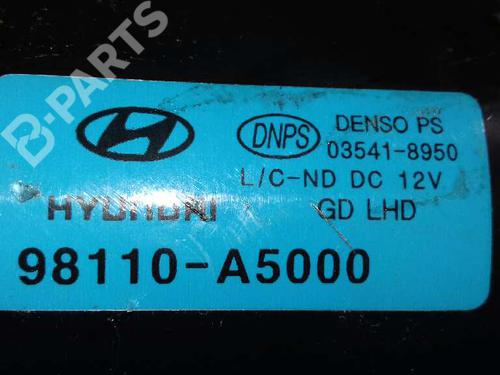 B-PARTS
DNPS
DENSO PS
03541-8950
L/C-ND DC 12V
HYUNDAI
GD LHD
98110-A5000